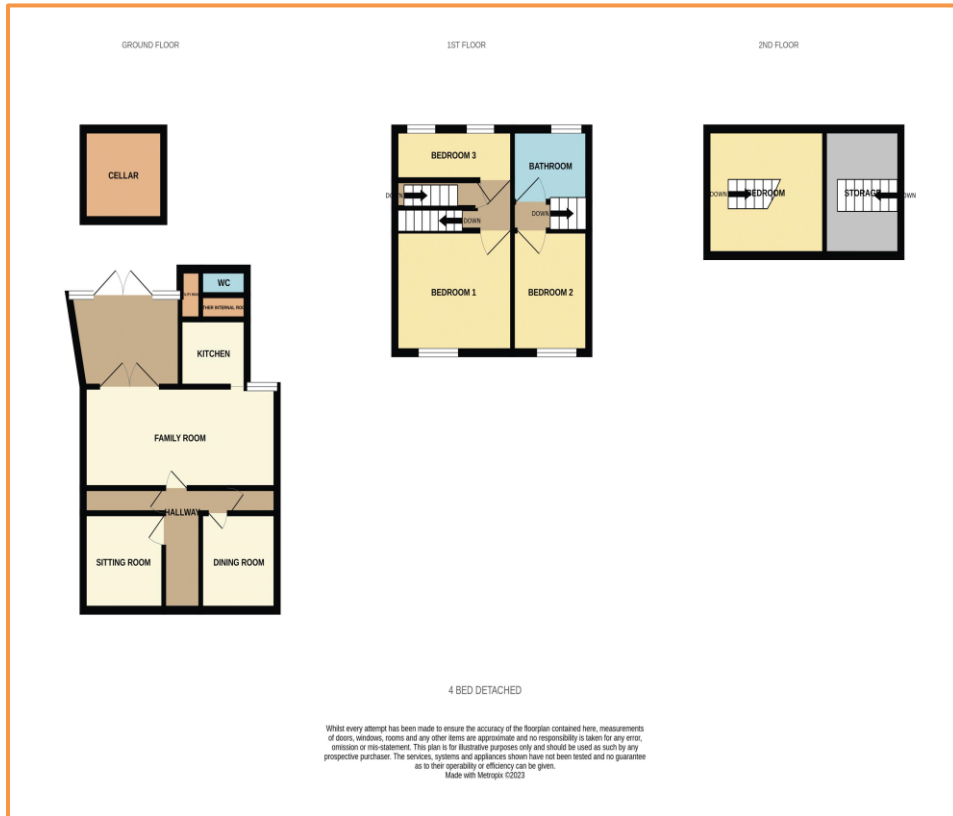 GROUND FLOOR
1ST FLOOR
2ND FLOOR
CELLAR
WC
KITCHEN
FAMILY ROOM
HALLWAY
SITTING ROOM
DINING ROOM
BEDROOM 3
BATHROOM
DOWN
DOWN
DOWN
BEDROOM 1
BEDROOM 2
DOWN
BEDROOM
STORAGE
DOWN
4 BED DETACHED
Whilst every attempt has been made to ensure the accuracy of the floorplan contained here, measurements
of doors, windows, rooms and any other items are approximate and no responsibility is taken for any error,
omission or mis-statement. This plan is for illustrative purposes only and should be used as such by any
prospective purchaser. The services, systems and appliances shown have not been tested and no guarantee
as to their operability or efficiency can be given.
Made with Metropix ©2023